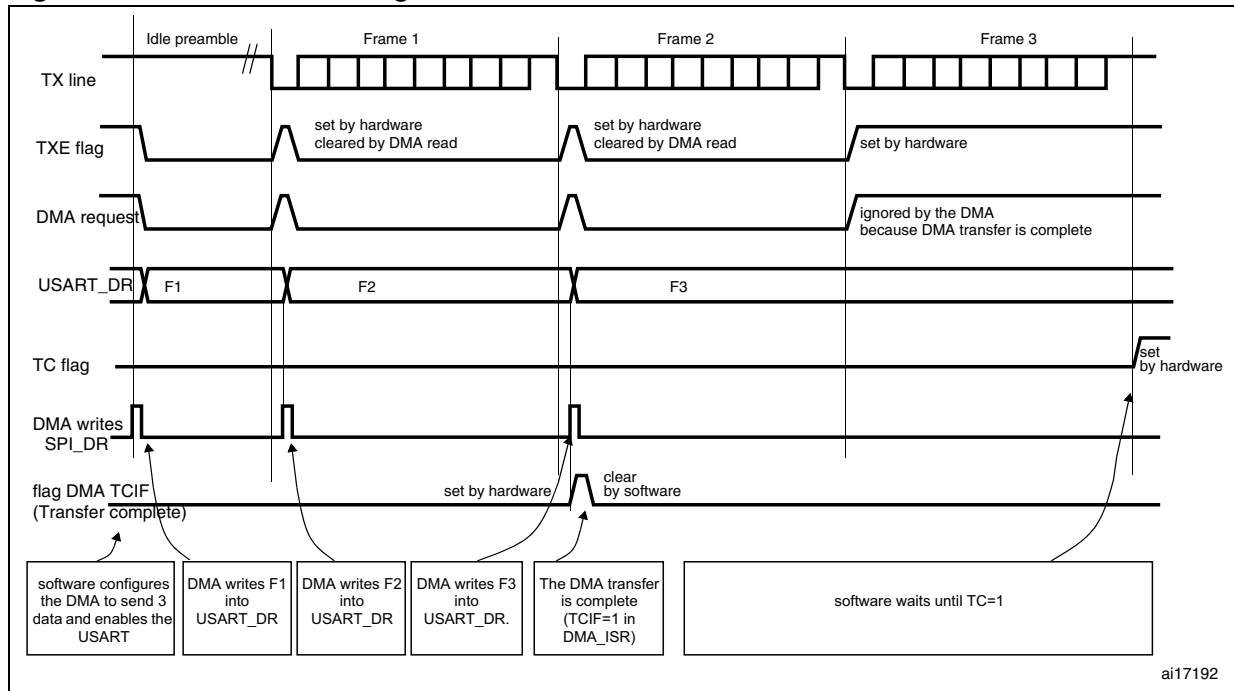 Idle preamble
Frame 1
Frame 2
Frame 3
TX line
TXE flag
set by hardware
cleared by DMA read
set by hardware
cleared by DMA read
set by hardware
DMA request
ignored by the DMA
because DMA transfer is complete
USART_DR
F1
F2
F3
TC flag
set
by hardware
DMA writes
SPI_DR
flag DMA TCIF
(Transfer complete)
set by hardware
clear
by software
software configures
the DMA to send 3
data and enables the
USART
DMA writes F1
into
USART_DR
DMA writes F2
into
USART_DR
DMA writes F3
into
USART_DR.
The DMA transfer
is complete
(TCIF=1 in
DMA_ISR)
software waits until TC=1
ai17192